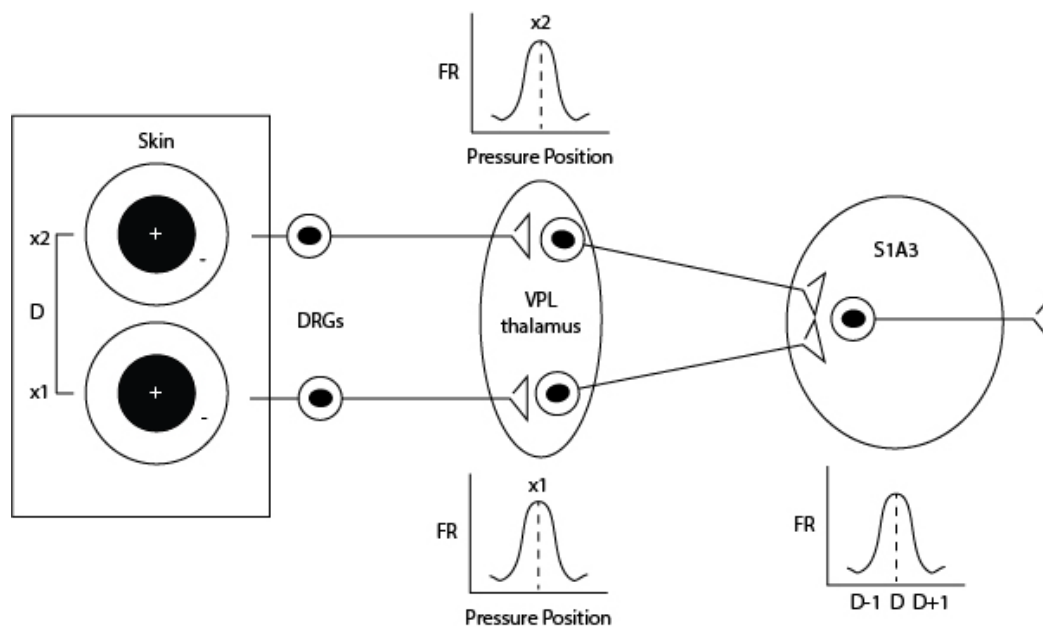 x2
FR
Pressure Position
Skin
+
-
x2
D
x1
+
-
DRGs
VPL
thalamus
S1A3
x1
FR
Pressure Position
FR
D-1 D D+1